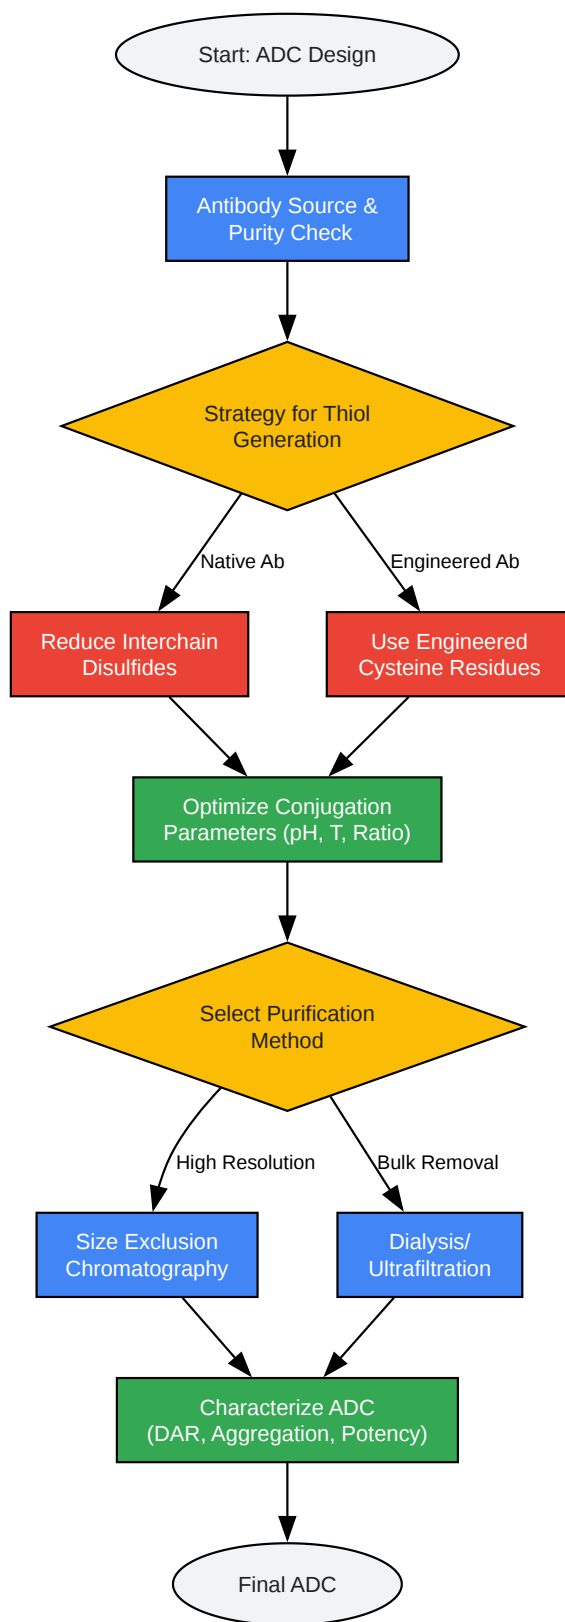 Start: ADC Design
Antibody Source &
Purity Check
Strategy for Thiol
Generation
Native Ab
Engineered Ab
Reduce Interchain
Disulfides
Use Engineered
Cysteine Residues
Optimize Conjugation
Parameters (pH, T, Ratio)
Select Purification
Method
High Resolution
Bulk Removal
Size Exclusion
Chromatography
Dialysis/
Ultrafiltration
Characterize ADC
(DAR, Aggregation, Potency)
Final ADC